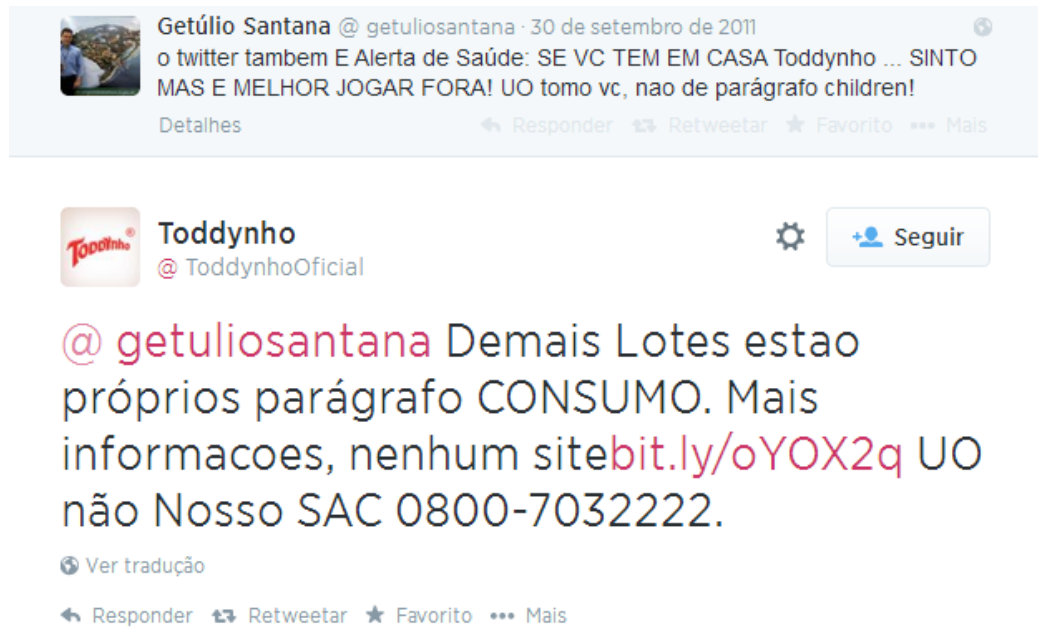 Getúlio Santana @ getuliosantana · 30 de setembro de 2011
o twitter tambem E Alerta de Saúde: SE VC TEM EM CASA Toddynho ... SINTO
MAS E MELHOR JOGAR FORA! UO tomo vc, nao de parágrafo children!
Detalhes Responder Retweetar Favorito Mais
TODDYnho®
Toddynho
@ ToddynhoOficial
Seguir
@ getuliosantana Demais Lotes estao
próprios parágrafo CONSUMO. Mais
informacoes, nenhum sitebit.ly/oYOX2q UO
não Nosso SAC 0800-7032222.
Ver tradução
Responder Retweetar Favorito Mais